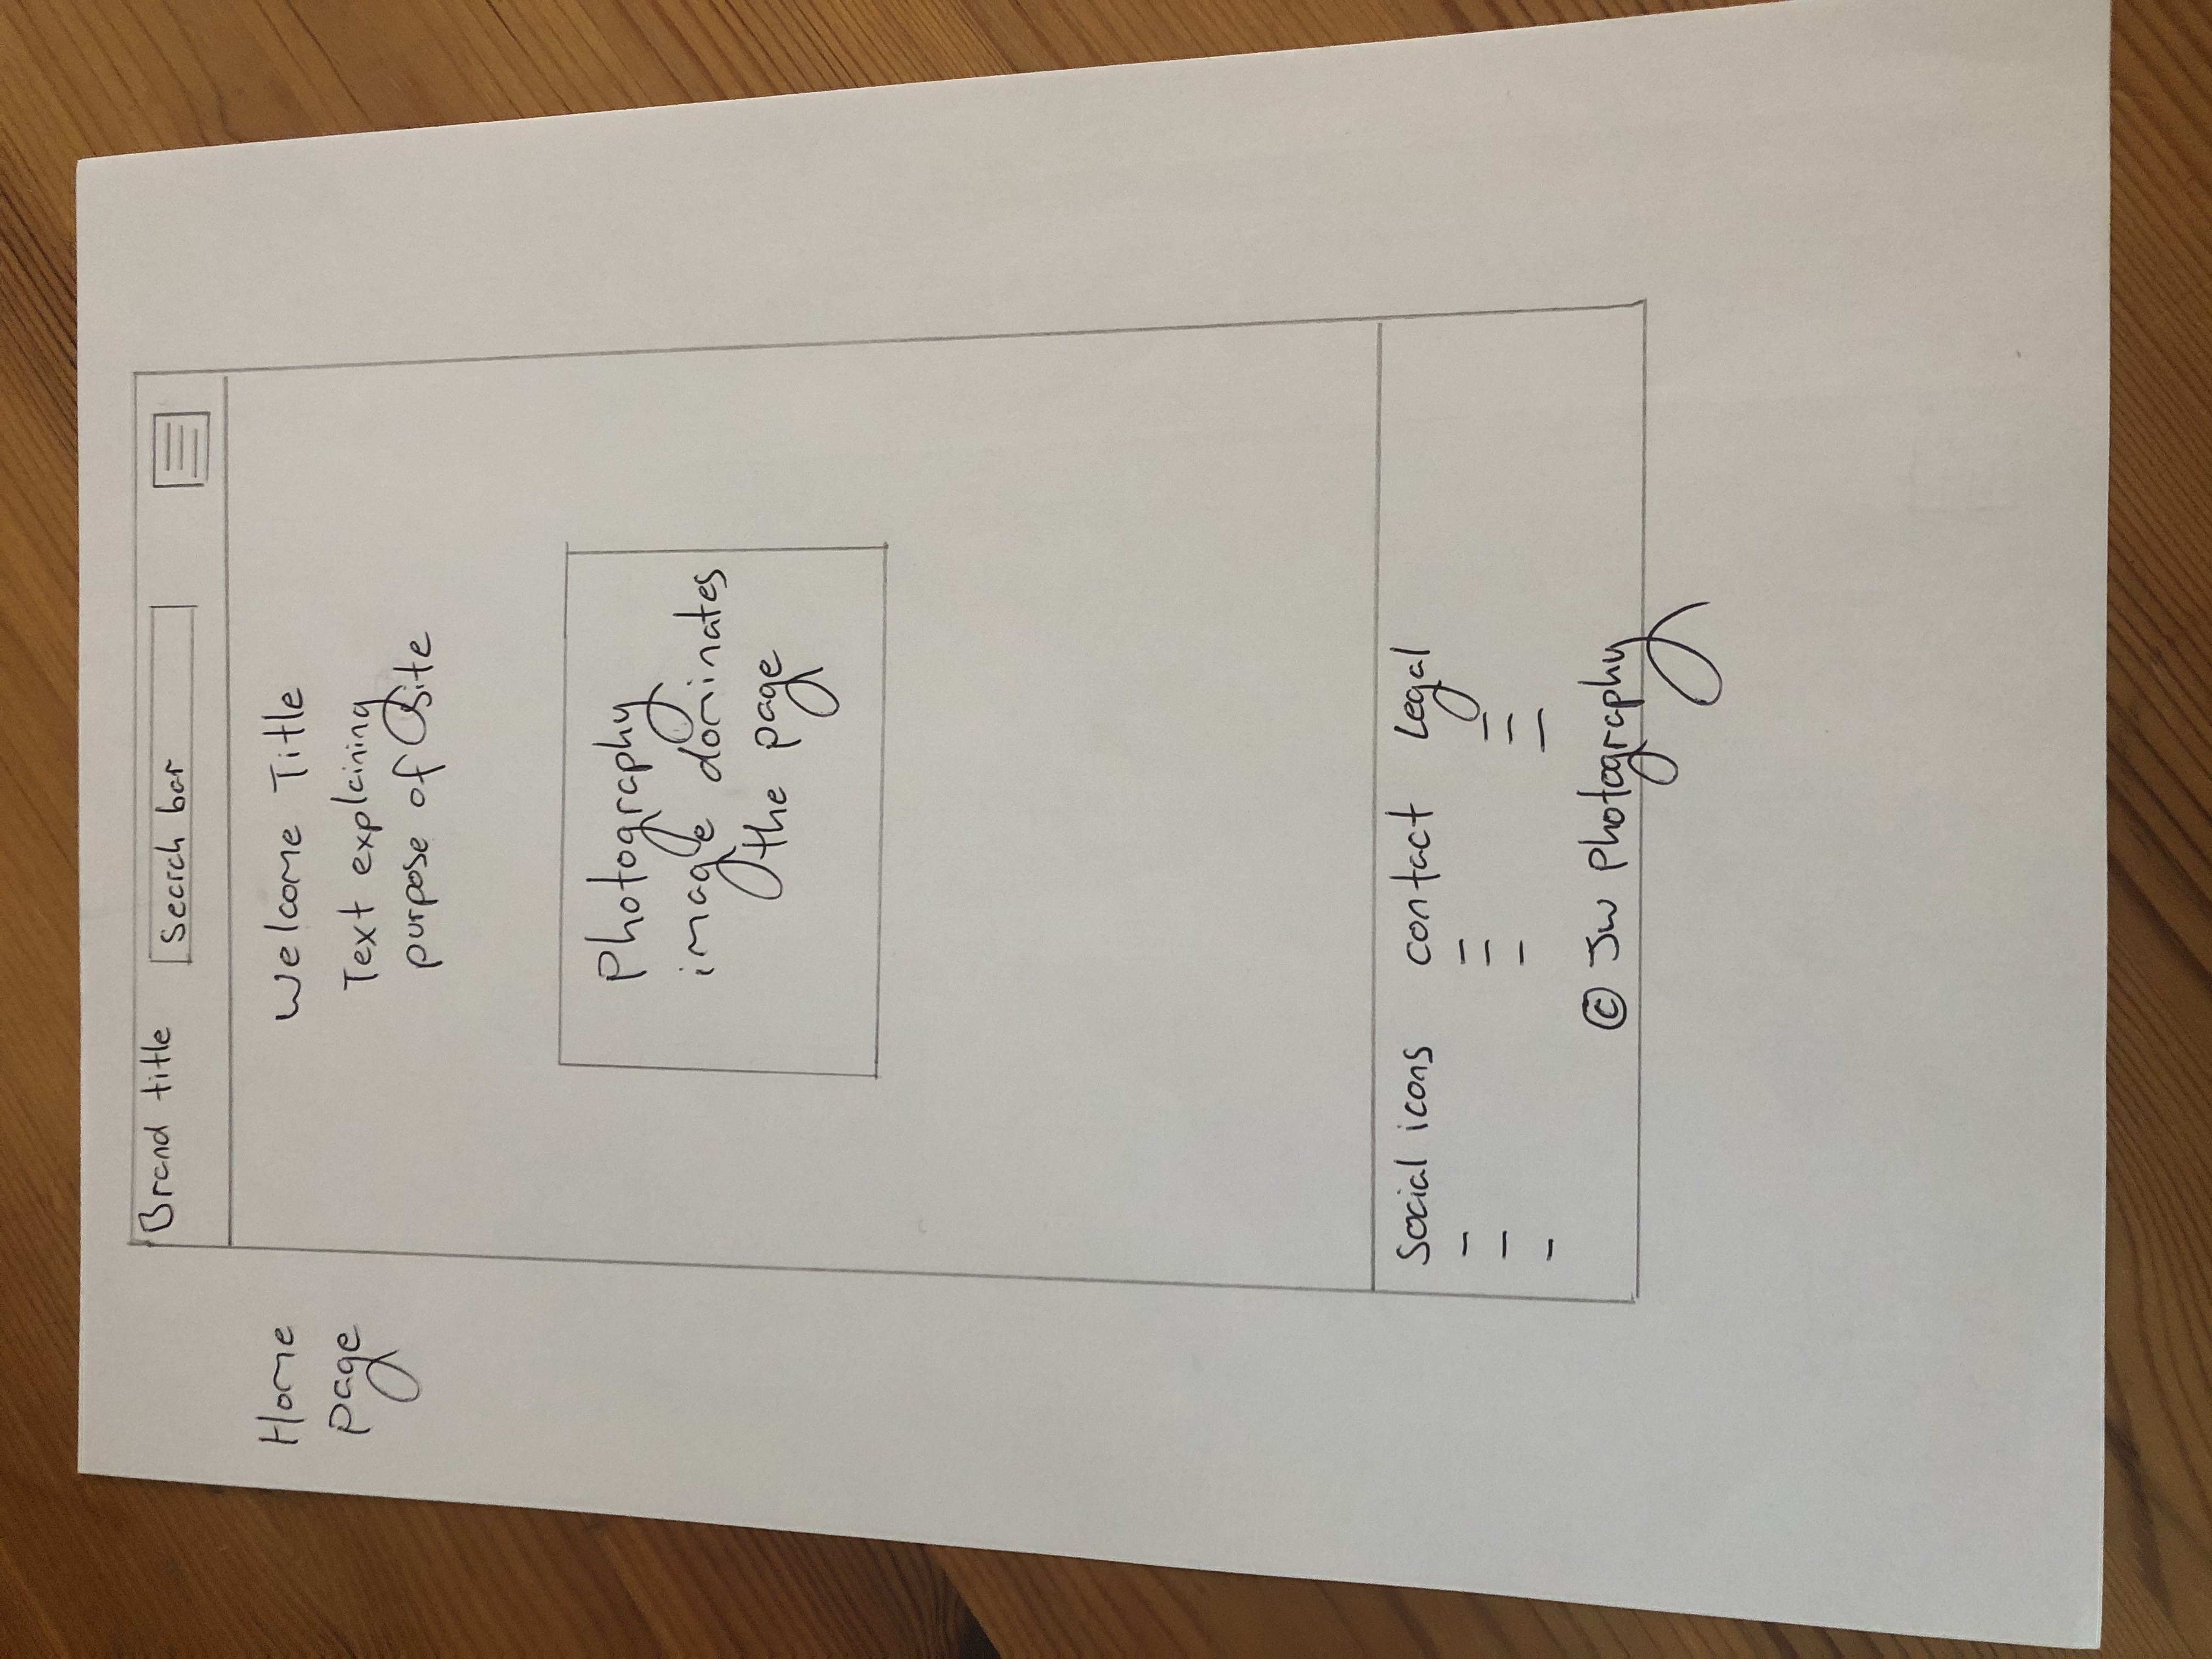 Brand title
Search bar
Home
page
Welcome Title
Text explaining
purpose of site
Photography
image dominates
the page
Social icons
contact
Legal
© JW Photography